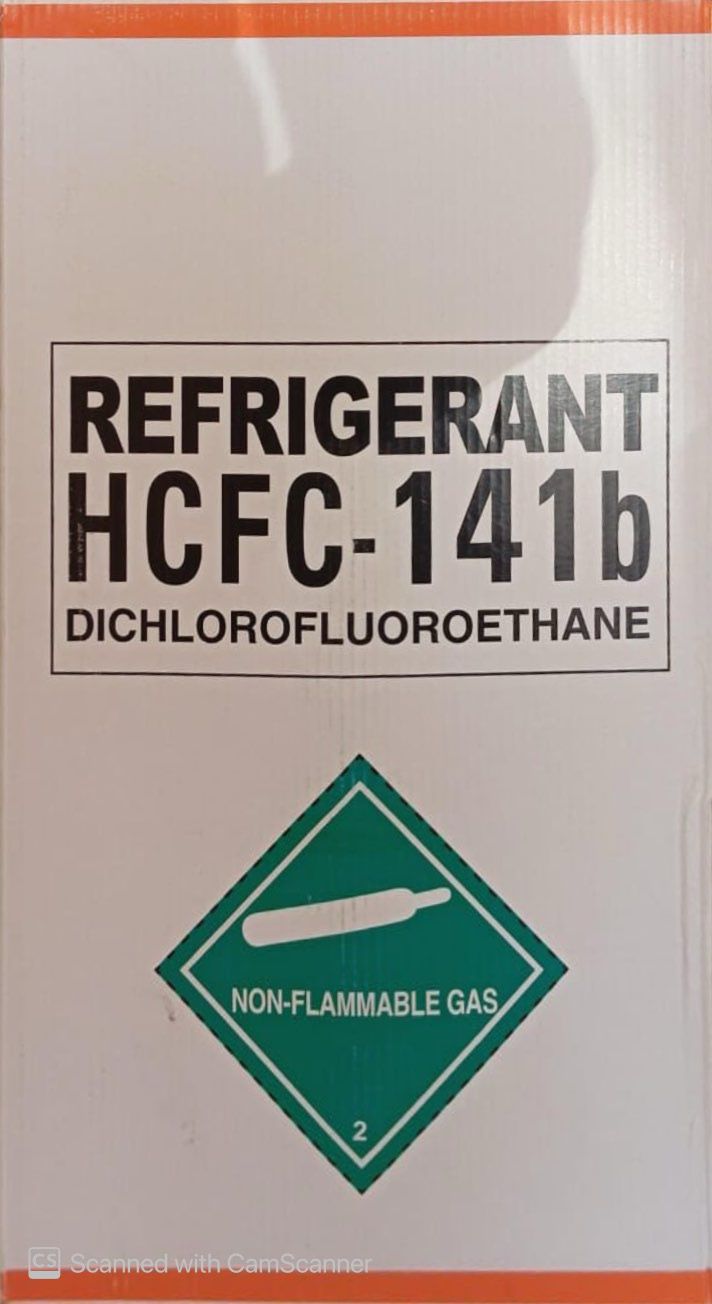 REFRIGERANT
HCFC-141b
DICHLOROFLUOROETHANE
NON-FLAMMABLE GAS
2
CS Scanned with CamScanner